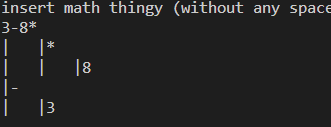 insert math thingy (without any space
3-8*
|   |*
|   |   |8
|-
|   |3